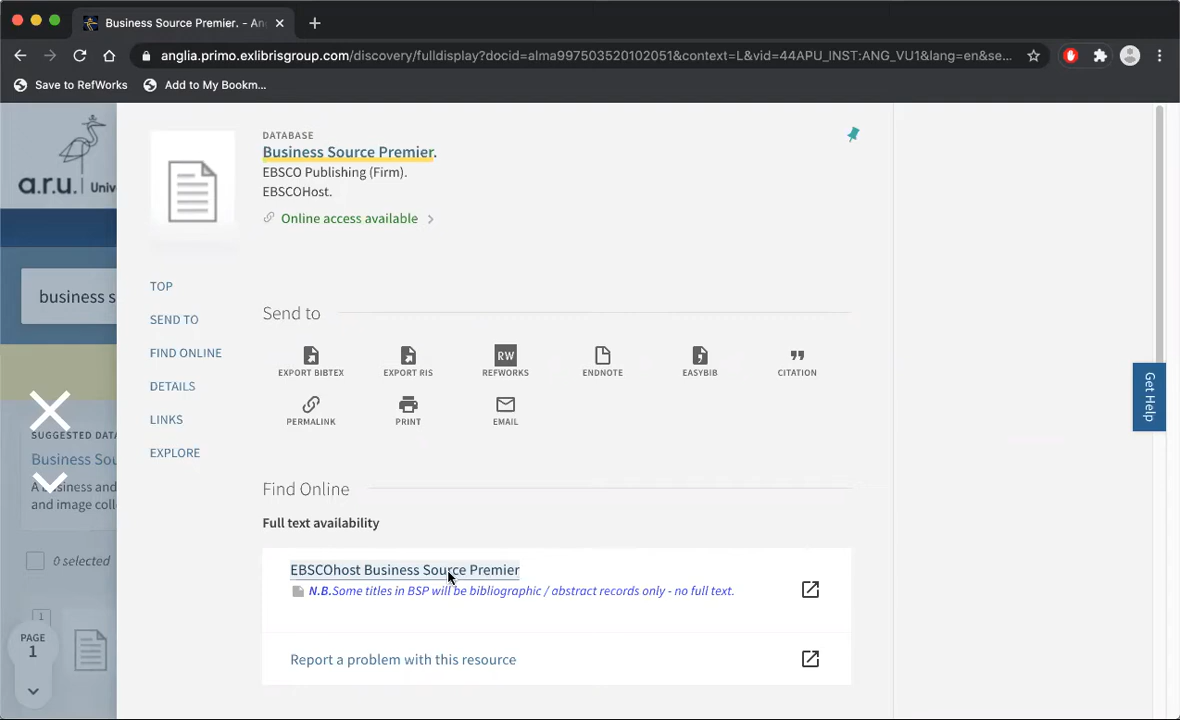 Business Source Premier. - An
anglia.primo.exlibrisgroup.com/discovery/fulldisplay?docid=alma997503520102051&context=L&vid=44APU_INST:ANG_VU1&lang=en&se...
Save to RefWorks
Add to My Bookm...
a.r.u.
Univ
business s
SUGGESTED DATA
Business Sou
A business and
and image coll
0 selected
1
PAGE
1
DATABASE
Business Source Premier.
EBSCO Publishing (Firm).
EBSCOHost.
Online access available
TOP
SEND TO
FIND ONLINE
DETAILS
LINKS
EXPLORE
Send to
EXPORT BIBTEX
EXPORT RIS
RW
REFWORKS
ENDNOTE
EASYBIB
CITATION
PERMALINK
PRINT
EMAIL
Find Online
Full text availability
EBSCOhost Business Source Premier
N.B.Some titles in BSP will be bibliographic / abstract records only - no full text.
Report a problem with this resource
Get Help